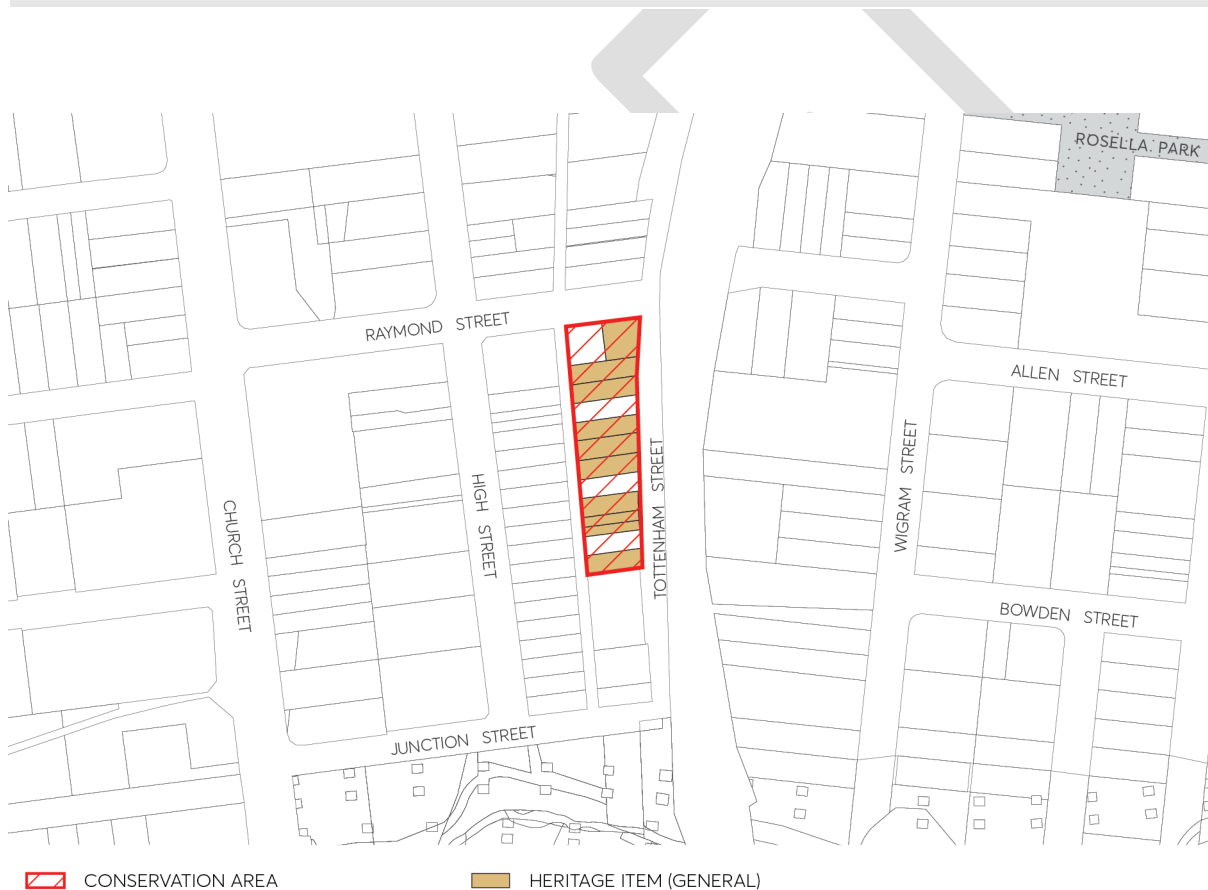 ROSELLA PARK
RAYMOND STREET
ALLEN STREET
WIGRAM STREET
TOTTENHAM STREET
HIGH STREET
CHURCH STREET
BOWDEN STREET
JUNCTION STREET
CONSERVATION AREA
HERITAGE ITEM (GENERAL)